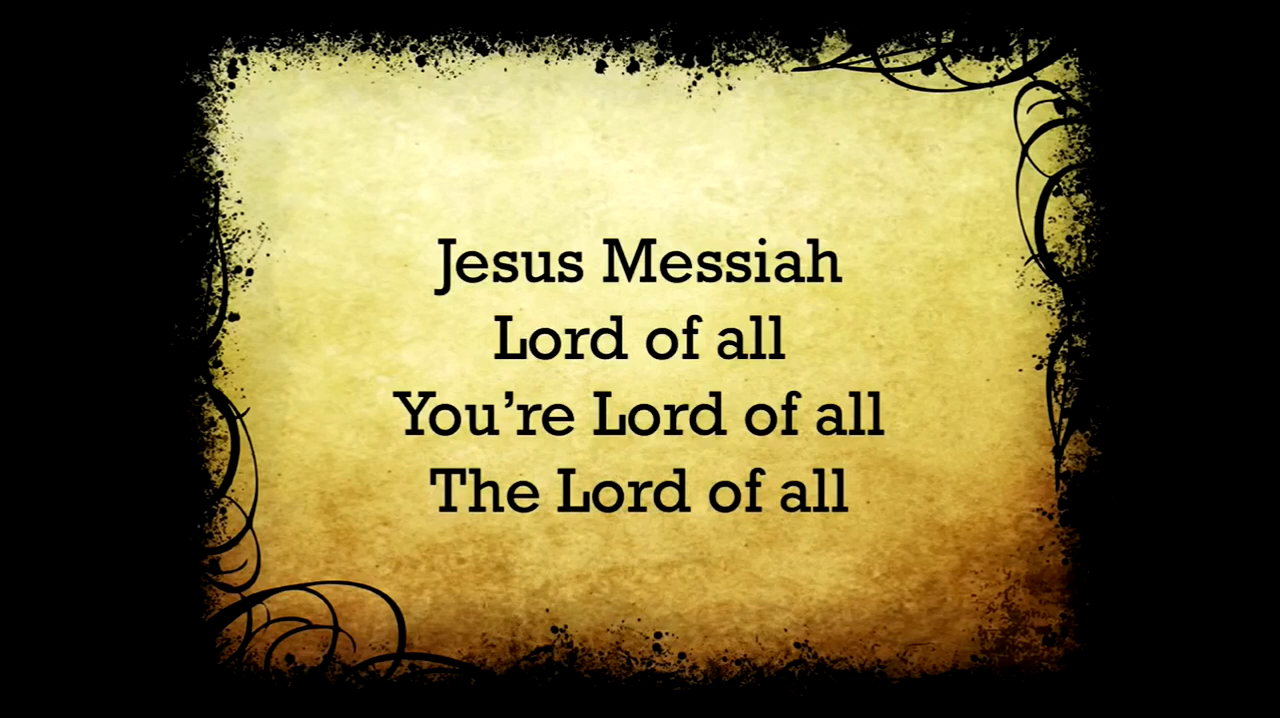 Jesus Messiah
Lord of all
You’re Lord of all
The Lord of all